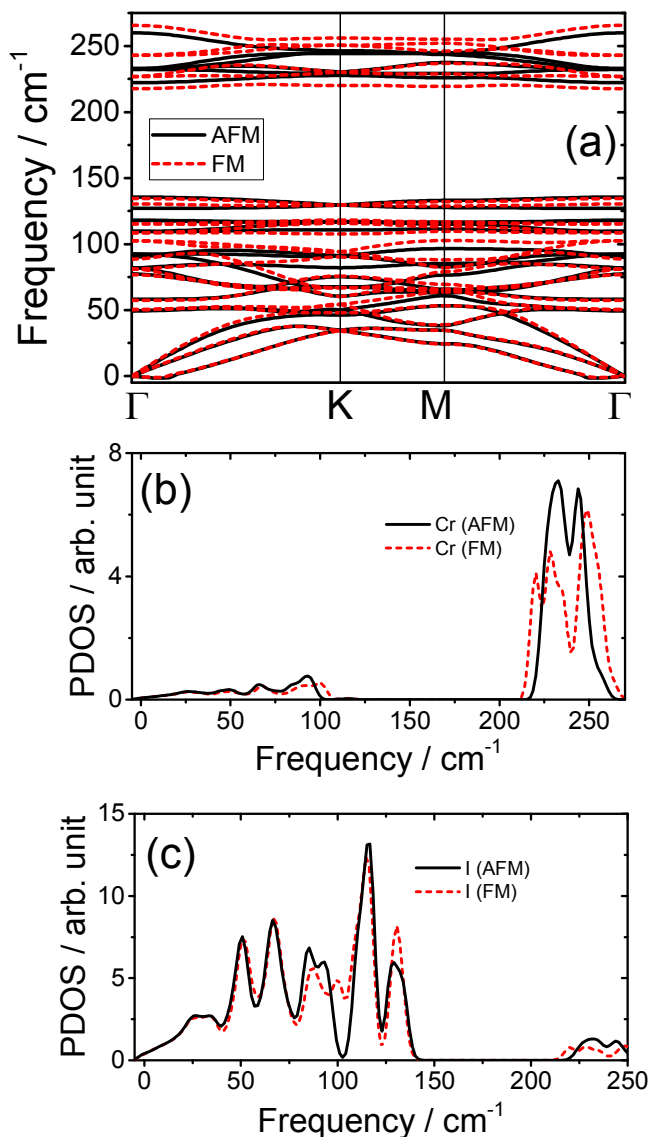 250
225
150
125
100
50
0
Frequency / cm⁻¹
AFM
FM
(a)
Γ K M Γ
8
4
0
PDOS / arb. unit
(b)
Cr (AFM)
Cr (FM)
0 50 100 150 200 250
Frequency / cm⁻¹
15
10
5
0
PDOS / arb. unit
(c)
I (AFM)
I (FM)
0 50 100 150 200 250
Frequency / cm⁻¹